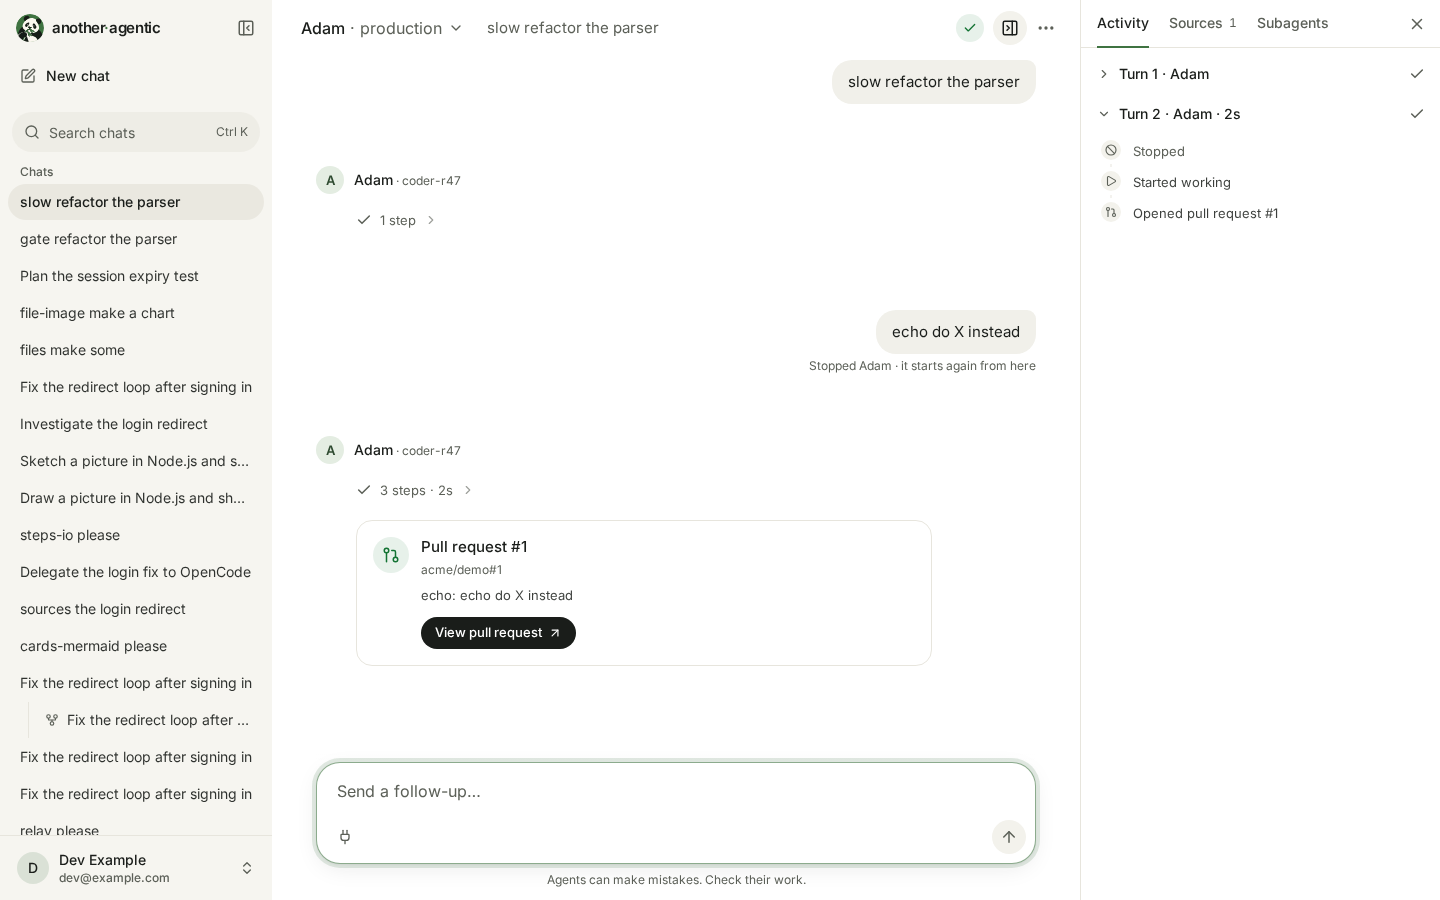 another·agentic
New chat
Search chats
Ctrl K
Chats
slow refactor the parser
gate refactor the parser
Plan the session expiry test
file-image make a chart
files make some
Fix the redirect loop after signing in
Investigate the login redirect
Sketch a picture in Node.js and s...
Draw a picture in Node.js and sh...
steps-io please
Delegate the login fix to OpenCode
sources the login redirect
cards-mermaid please
Fix the redirect loop after signing in
Fix the redirect loop after ...
Fix the redirect loop after signing in
Fix the redirect loop after signing in
relay please
D
Dev Example
dev@example.com
Adam · production
slow refactor the parser
slow refactor the parser
A
Adam · coder-r47
1 step
echo do X instead
Stopped Adam · it starts again from here
A
Adam · coder-r47
3 steps · 2s
Pull request #1
acme/demo#1
echo: echo do X instead
View pull request
Send a follow-up...
Agents can make mistakes. Check their work.
Activity
Sources 1
Subagents
Turn 1 · Adam
Turn 2 · Adam · 2s
Stopped
Started working
Opened pull request #1